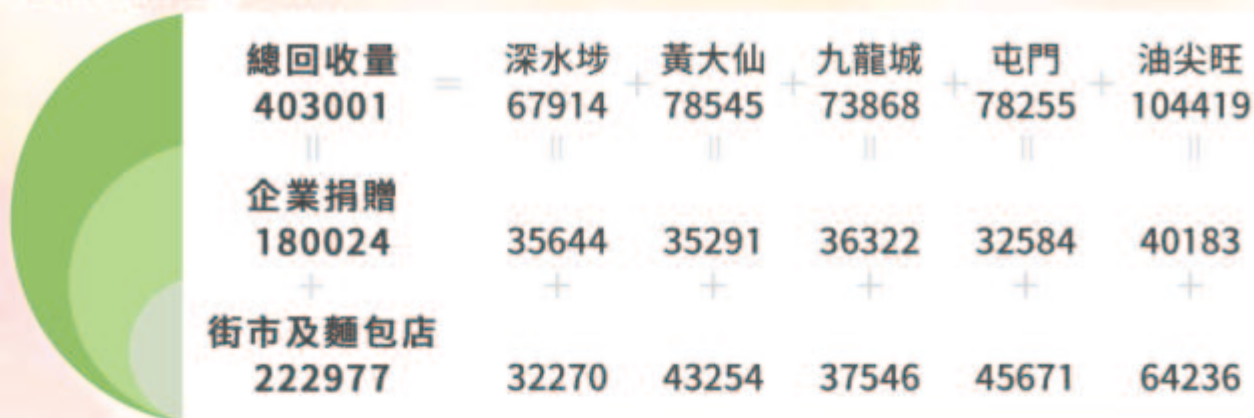 總回收量 = 深水埗 + 黃大仙 + 九龍城 + 屯門 + 油尖旺
403001 67914 78545 73868 78255 104419
= = = = = =
企業捐贈
180024 35644 35291 36322 32584 40183
+ + + + + +
街市及麵包店
222977 32270 43254 37546 45671 64236